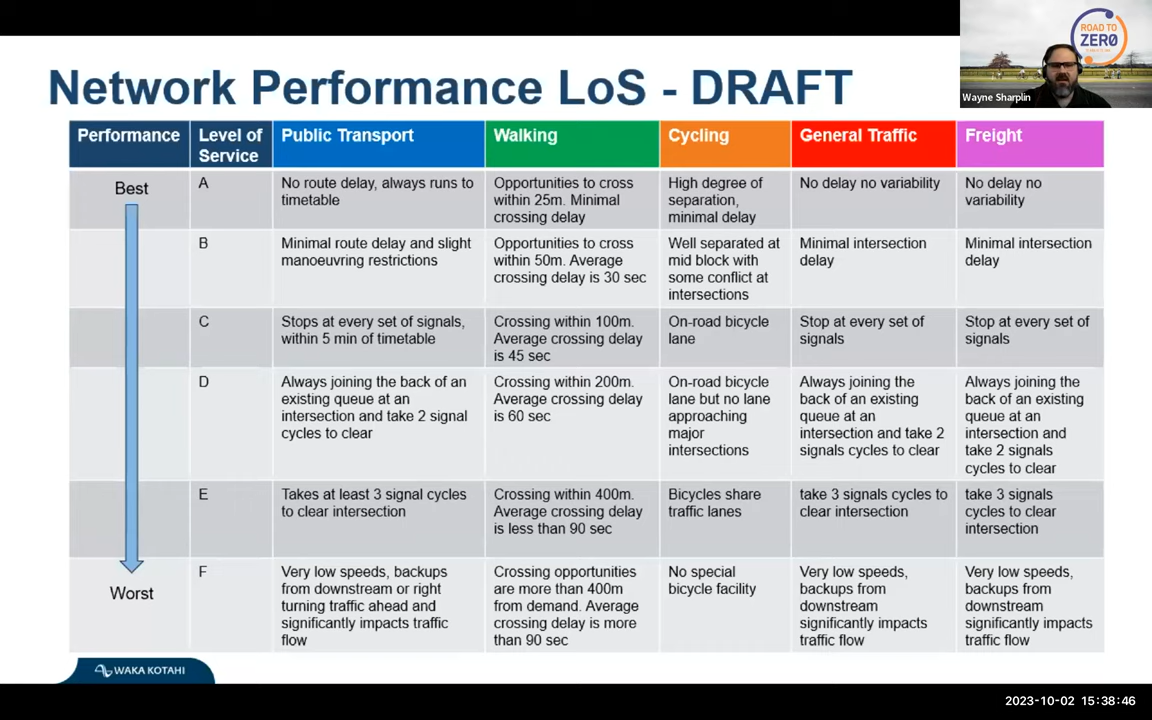 ROAD TO
ZERO
Wayne Sharplin
Network Performance LoS - DRAFT
Performance
Level of
Service
Public Transport
Walking
Cycling
General Traffic
Freight
Best
A
No route delay, always runs to
timetable
Opportunities to cross
within 25m. Minimal
crossing delay
High degree of
separation,
minimal delay
No delay no variability
No delay no
variability
B
Minimal route delay and slight
manoeuvring restrictions
Opportunities to cross
within 50m. Average
crossing delay is 30 sec
Well separated at
mid block with
some conflict at
intersections
Minimal intersection
delay
Minimal intersection
delay
C
Stops at every set of signals,
within 5 min of timetable
Crossing within 100m.
Average crossing delay
is 45 sec
On-road bicycle
lane
Stop at every set of
signals
Stop at every set of
signals
D
Always joining the back of an
existing queue at an
intersection and take 2 signal
cycles to clear
Crossing within 200m.
Average crossing delay
is 60 sec
On-road bicycle
lane but no lane
approaching
major
intersections
Always joining the
back of an existing
queue at an
intersection and take 2
signals cycles to clear
Always joining the
back of an existing
queue at an
intersection and
take 2 signals
cycles to clear
E
Takes at least 3 signal cycles
to clear intersection
Crossing within 400m.
Average crossing delay
is less than 90 sec
Bicycles share
traffic lanes
take 3 signals cycles to
clear intersection
take 3 signals
cycles to clear
intersection
Worst
F
Very low speeds, backups
from downstream or right
turning traffic ahead and
significantly impacts traffic
flow
Crossing opportunities
are more than 400m
from demand. Average
crossing delay is more
than 90 sec
No special
bicycle facility
Very low speeds,
backups from
downstream
significantly impacts
traffic flow
Very low speeds,
backups from
downstream
significantly impacts
traffic flow
WAKA KOTAHI
2023-10-02 15:38:46